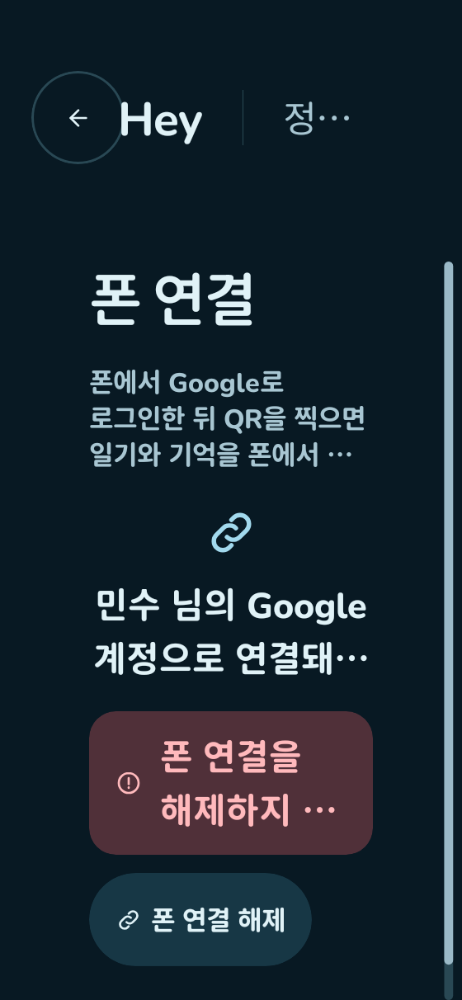 Hey
정…
폰 연결
폰에서 Google로
로그인한 뒤 QR을 찍으면
일기와 기억을 폰에서 …
민수 님의 Google
계정으로 연결돼…
폰 연결을
해제하지 …
폰 연결 해제